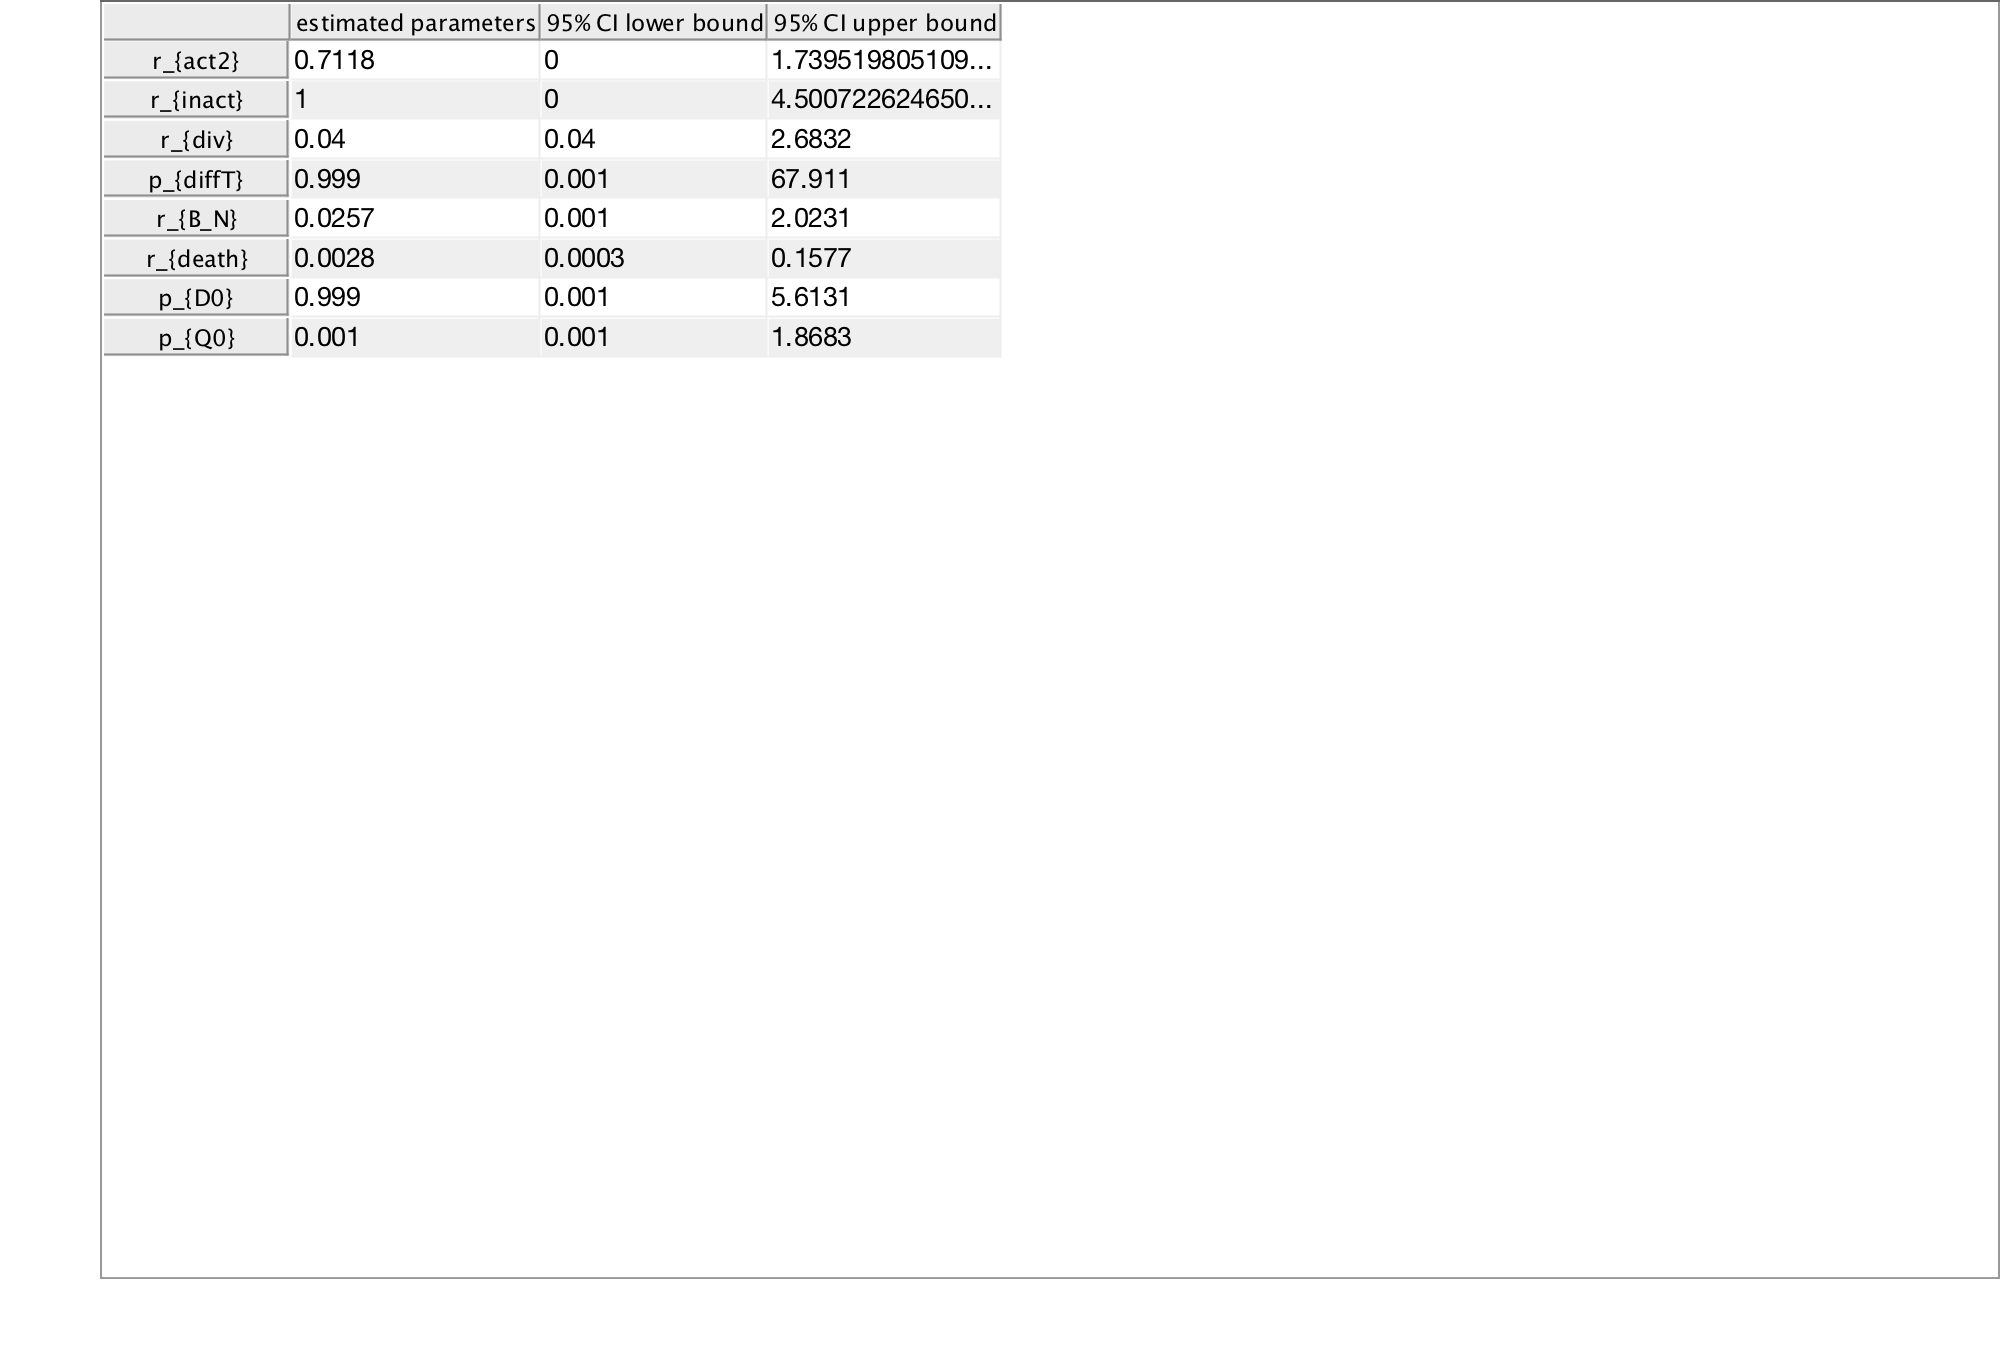 estimated parameters 95% CI lower bound 95% CI upper bound
r_{act2} 0.7118 0 1.739519805109...
r_{inact} 1 0 4.500722624650...
r_{div} 0.04 0.04 2.6832
p_{diffT} 0.999 0.001 67.911
r_{B_N} 0.0257 0.001 2.0231
r_{death} 0.0028 0.0003 0.1577
p_{D0} 0.999 0.001 5.6131
p_{Q0} 0.001 0.001 1.8683